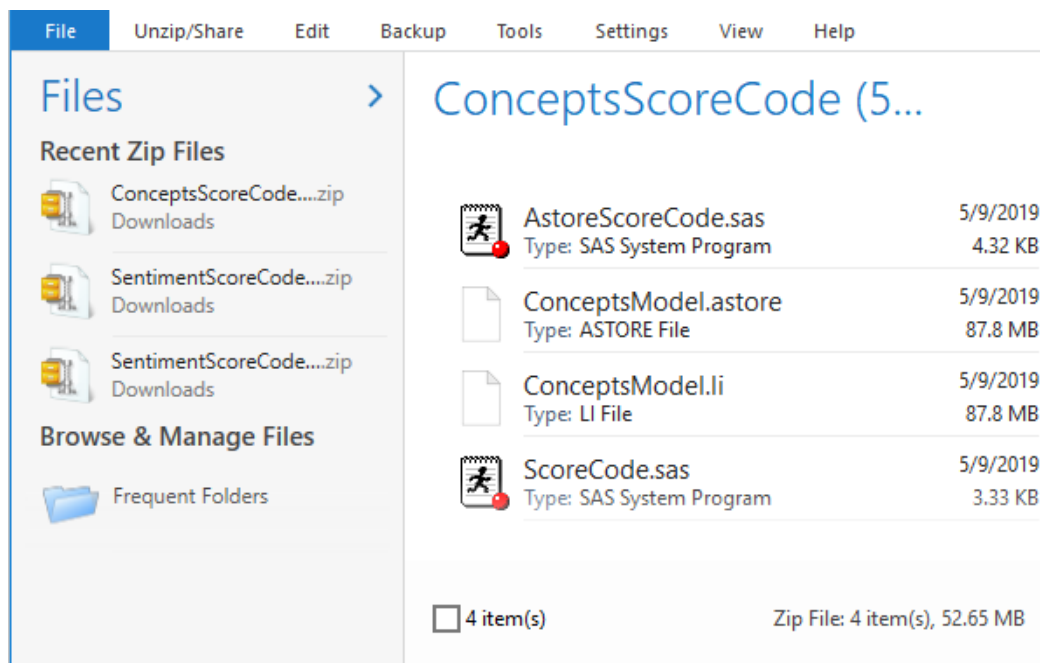 File Unzip/Share Edit Backup Tools Settings View Help
Files
Recent Zip Files
ConceptsScoreCode....zip
Downloads
SentimentScoreCode....zip
Downloads
SentimentScoreCode....zip
Downloads
Browse & Manage Files
Frequent Folders
ConceptsScoreCode (5...
AstoreScoreCode.sas 5/9/2019
Type: SAS System Program 4.32 KB
ConceptsModel.astore 5/9/2019
Type: ASTORE File 87.8 MB
ConceptsModel.li 5/9/2019
Type: LI File 87.8 MB
ScoreCode.sas 5/9/2019
Type: SAS System Program 3.33 KB
4 item(s) Zip File: 4 item(s), 52.65 MB